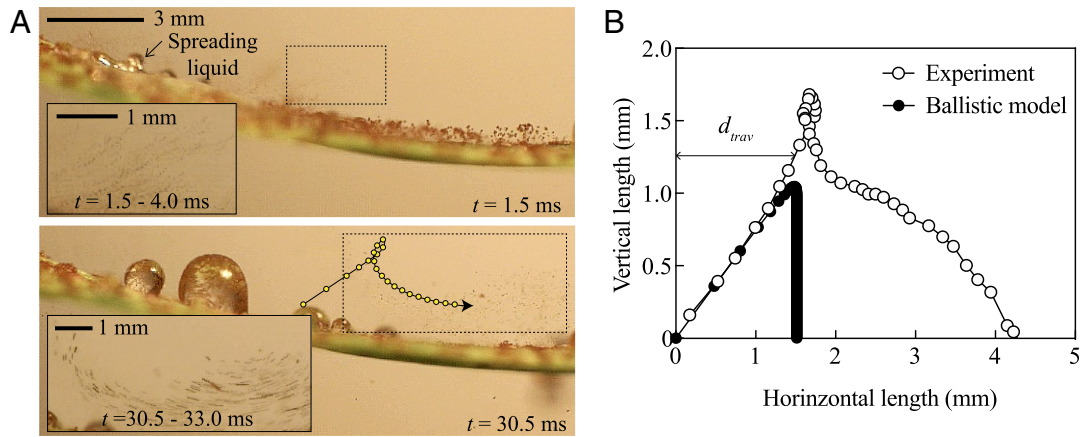 A
3 mm
Spreading
liquid
1 mm
t = 1.5 - 4.0 ms
t = 1.5 ms
1 mm
t =30.5 - 33.0 ms
t = 30.5 ms
B
2.0
1.5
1.0
0.5
0
0
1
2
3
4
5
Vertical length (mm)
Horinzontal length (mm)
Experiment
Ballistic model
dtrav